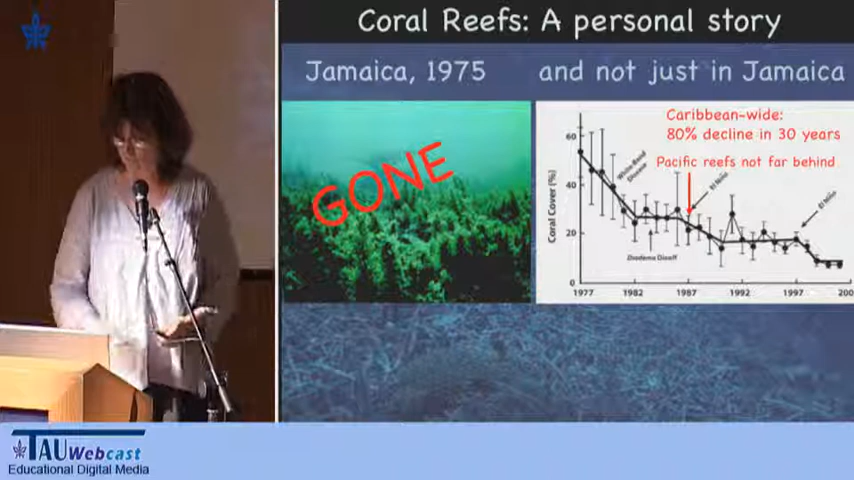 Coral Reefs: A personal story
Jamaica, 1975
and not just in Jamaica
GONE
Caribbean-wide:
80% decline in 30 years
Pacific reefs not far behind
Coral Cover (%)
60
40
20
0
White-Band
Disease
Diadema Dieoff
El Niño
El Niño
1977
1982
1987
1992
1997
200
TAUWebcast
Educational Digital Media